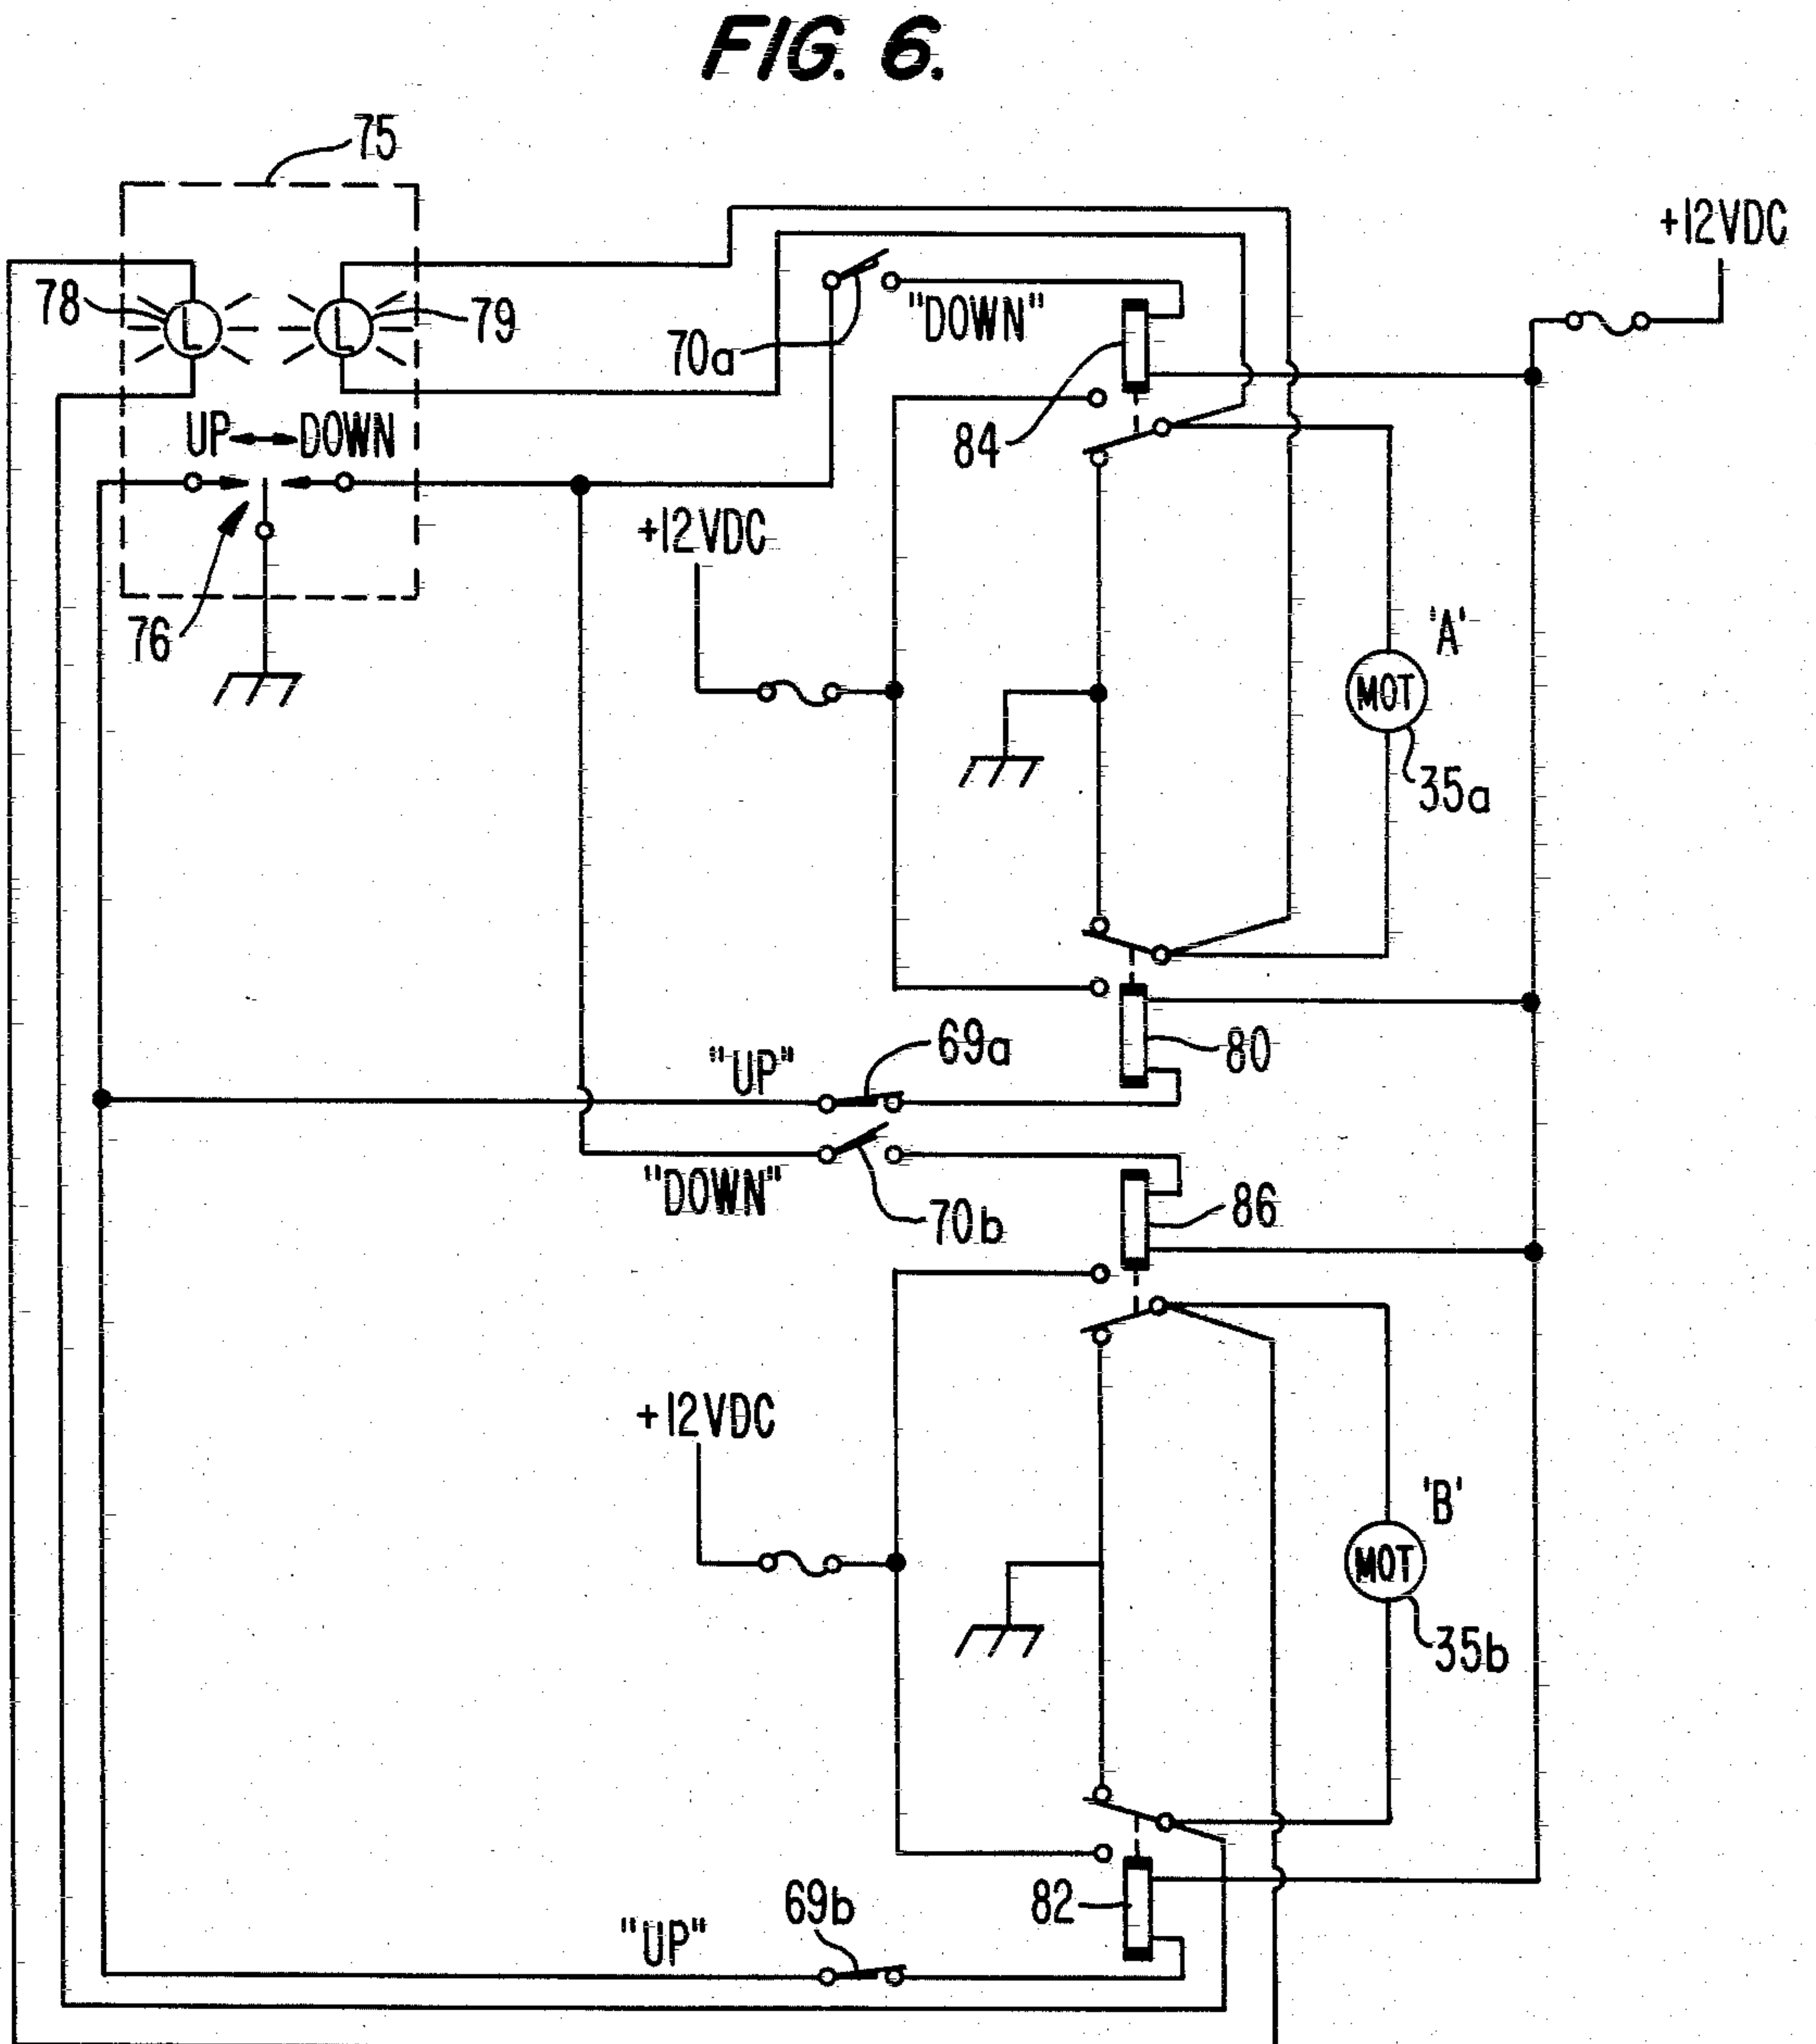 FIG. 6.
75
+12VDC
78
L
L
79
"DOWN"
70a
UP DOWN
84
+12VDC
76
'A'
MOT
35a
"UP"
69a
80
"DOWN"
70b
86
+12VDC
'B'
MOT
35b
69b
82
"UP"